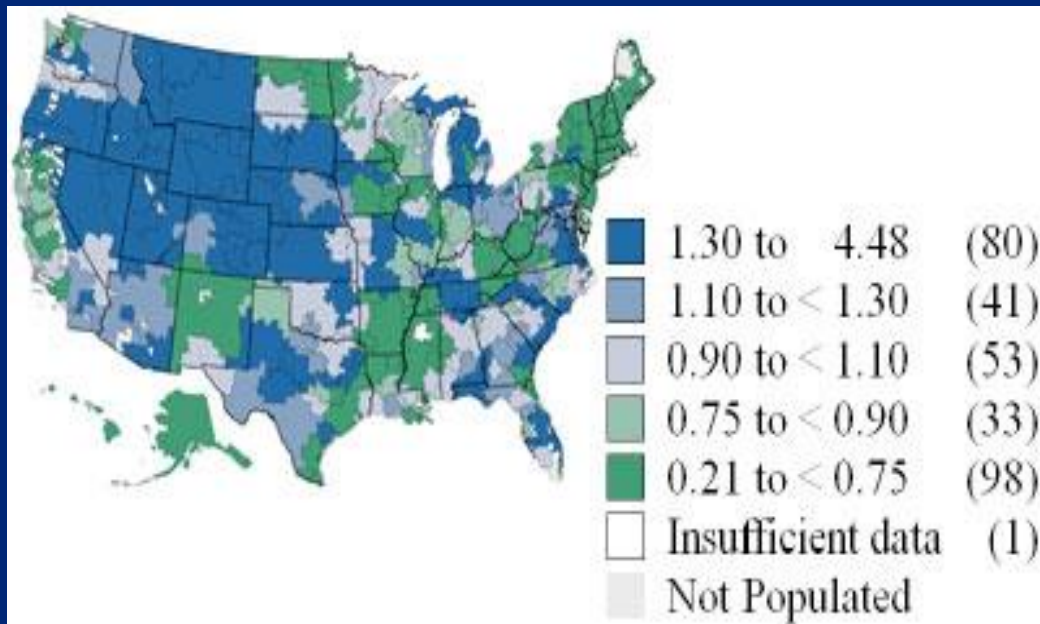 1.30 to 4.48 (80)
1.10 to < 1.30 (41)
0.90 to < 1.10 (53)
0.75 to < 0.90 (33)
0.21 to < 0.75 (98)
Insufficient data (1)
Not Populated